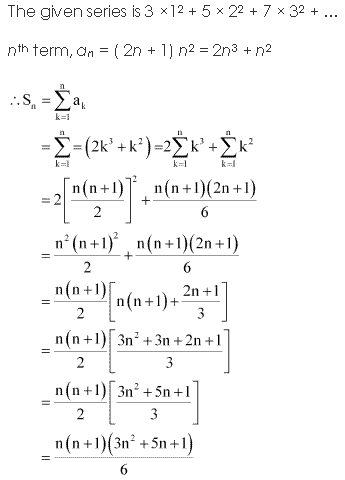 The given series is 3 ×1² + 5 × 2² + 7 × 3² + ...
nᵗʰ term, aₙ = ( 2n + 1) n² = 2n³ + n²
∴Sₙ = ∑ₖ₌₁ⁿ aₖ
= ∑ₖ₌₁ⁿ = (2k³ + k²) = 2∑ₖ₌₁ⁿ k³ + ∑ₖ₌₁ⁿ k²
= 2[n(n+1)/2]² + n(n+1)(2n+1)/6
= n²(n+1)²/2 + n(n+1)(2n+1)/6
= n(n+1)/2 [n(n+1) + 2n+1/3]
= n(n+1)/2 [3n²+3n+2n+1/3]
= n(n+1)/2 [3n²+5n+1/3]
= n(n+1)(3n²+5n+1)/6